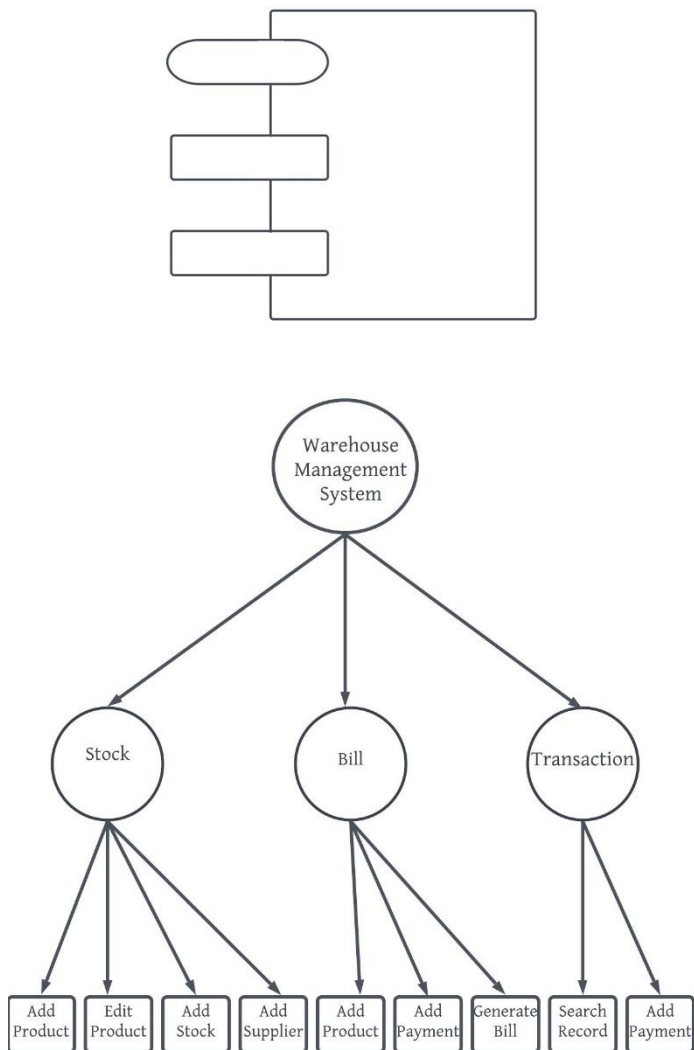 Warehouse
Management
System
Stock
Bill
Transaction
Add
Product
Edit
Product
Add
Stock
Add
Supplier
Add
Product
Add
Payment
Generate
Bill
Search
Record
Add
Payment